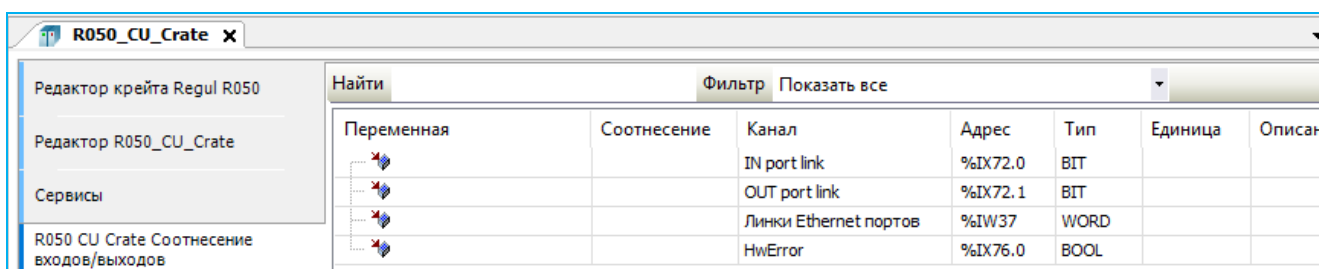 R050_CU_Crate
Редактор крейта Regul R050
Редактор R050_CU_Crate
Сервисы
R050 CU Crate Соотнесение
входов/выходов
Найти Фильтр Показать все
Переменная Соотнесение Канал Адрес Тип Единица Описан
IN port link %IX72.0 BIT
OUT port link %IX72.1 BIT
Линки Ethernet портов %IW37 WORD
HwError %IX76.0 BOOL